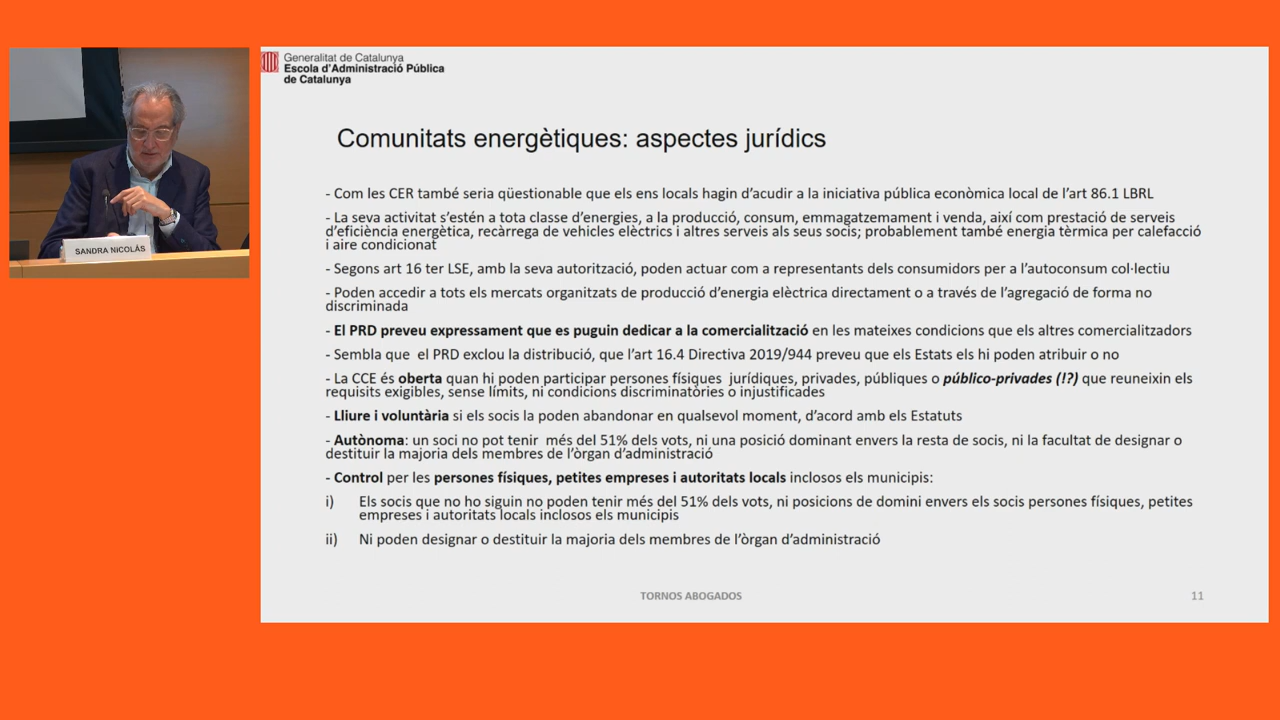 Generalitat de Catalunya
Escola d'Administració Pública
de Catalunya
SANDRA NICOLÁS
Comunitats energètiques: aspectes jurídics
- Com les CER també seria qüestionable que els ens locals hagin d'acudir a la iniciativa pública econòmica local de l'art 86.1 LBRL
- La seva activitat s'estén a tota classe d'energies, a la producció, consum, emmagatzemament i venda, així com prestació de serveis
d'eficiència energètica, recàrrega de vehicles elèctrics i altres serveis als seus socis; probablement també energia tèrmica per calefacció
i aire condicionat
- Segons art 16 ter LSE, amb la seva autorització, poden actuar com a representants dels consumidors per a l'autoconsum col·lectiu
- Poden accedir a tots els mercats organitzats de producció d'energia elèctrica directament o a través de l'agregació de forma no
discriminada
- El PRD preveu expressament que es puguin dedicar a la comercialització en les mateixes condicions que els altres comercialitzadors
- Sembla que el PRD exclou la distribució, que l'art 16.4 Directiva 2019/944 preveu que els Estats els hi poden atribuir o no
- La CCE és oberta quan hi poden participar persones físiques jurídiques, privades, públiques o público-privades (!?) que reuneixin els
requisits exigibles, sense límits, ni condicions discriminatòries o injustificades
- Lliure i voluntària si els socis la poden abandonar en qualsevol moment, d'acord amb els Estatuts
- Autònoma: un soci no pot tenir més del 51% dels vots, ni una posició dominant envers la resta de socis, ni la facultat de designar o
destituir la majoria dels membres de l'òrgan d'administració
- Control per les persones físiques, petites empreses i autoritats locals inclosos els municipis:
i) Els socis que no ho siguin no poden tenir més del 51% dels vots, ni posicions de domini envers els socis persones físiques, petites
empreses i autoritats locals inclosos els municipis
ii) Ni poden designar o destituir la majoria dels membres de l'òrgan d'administració
TORNOS ABOGADOS
11